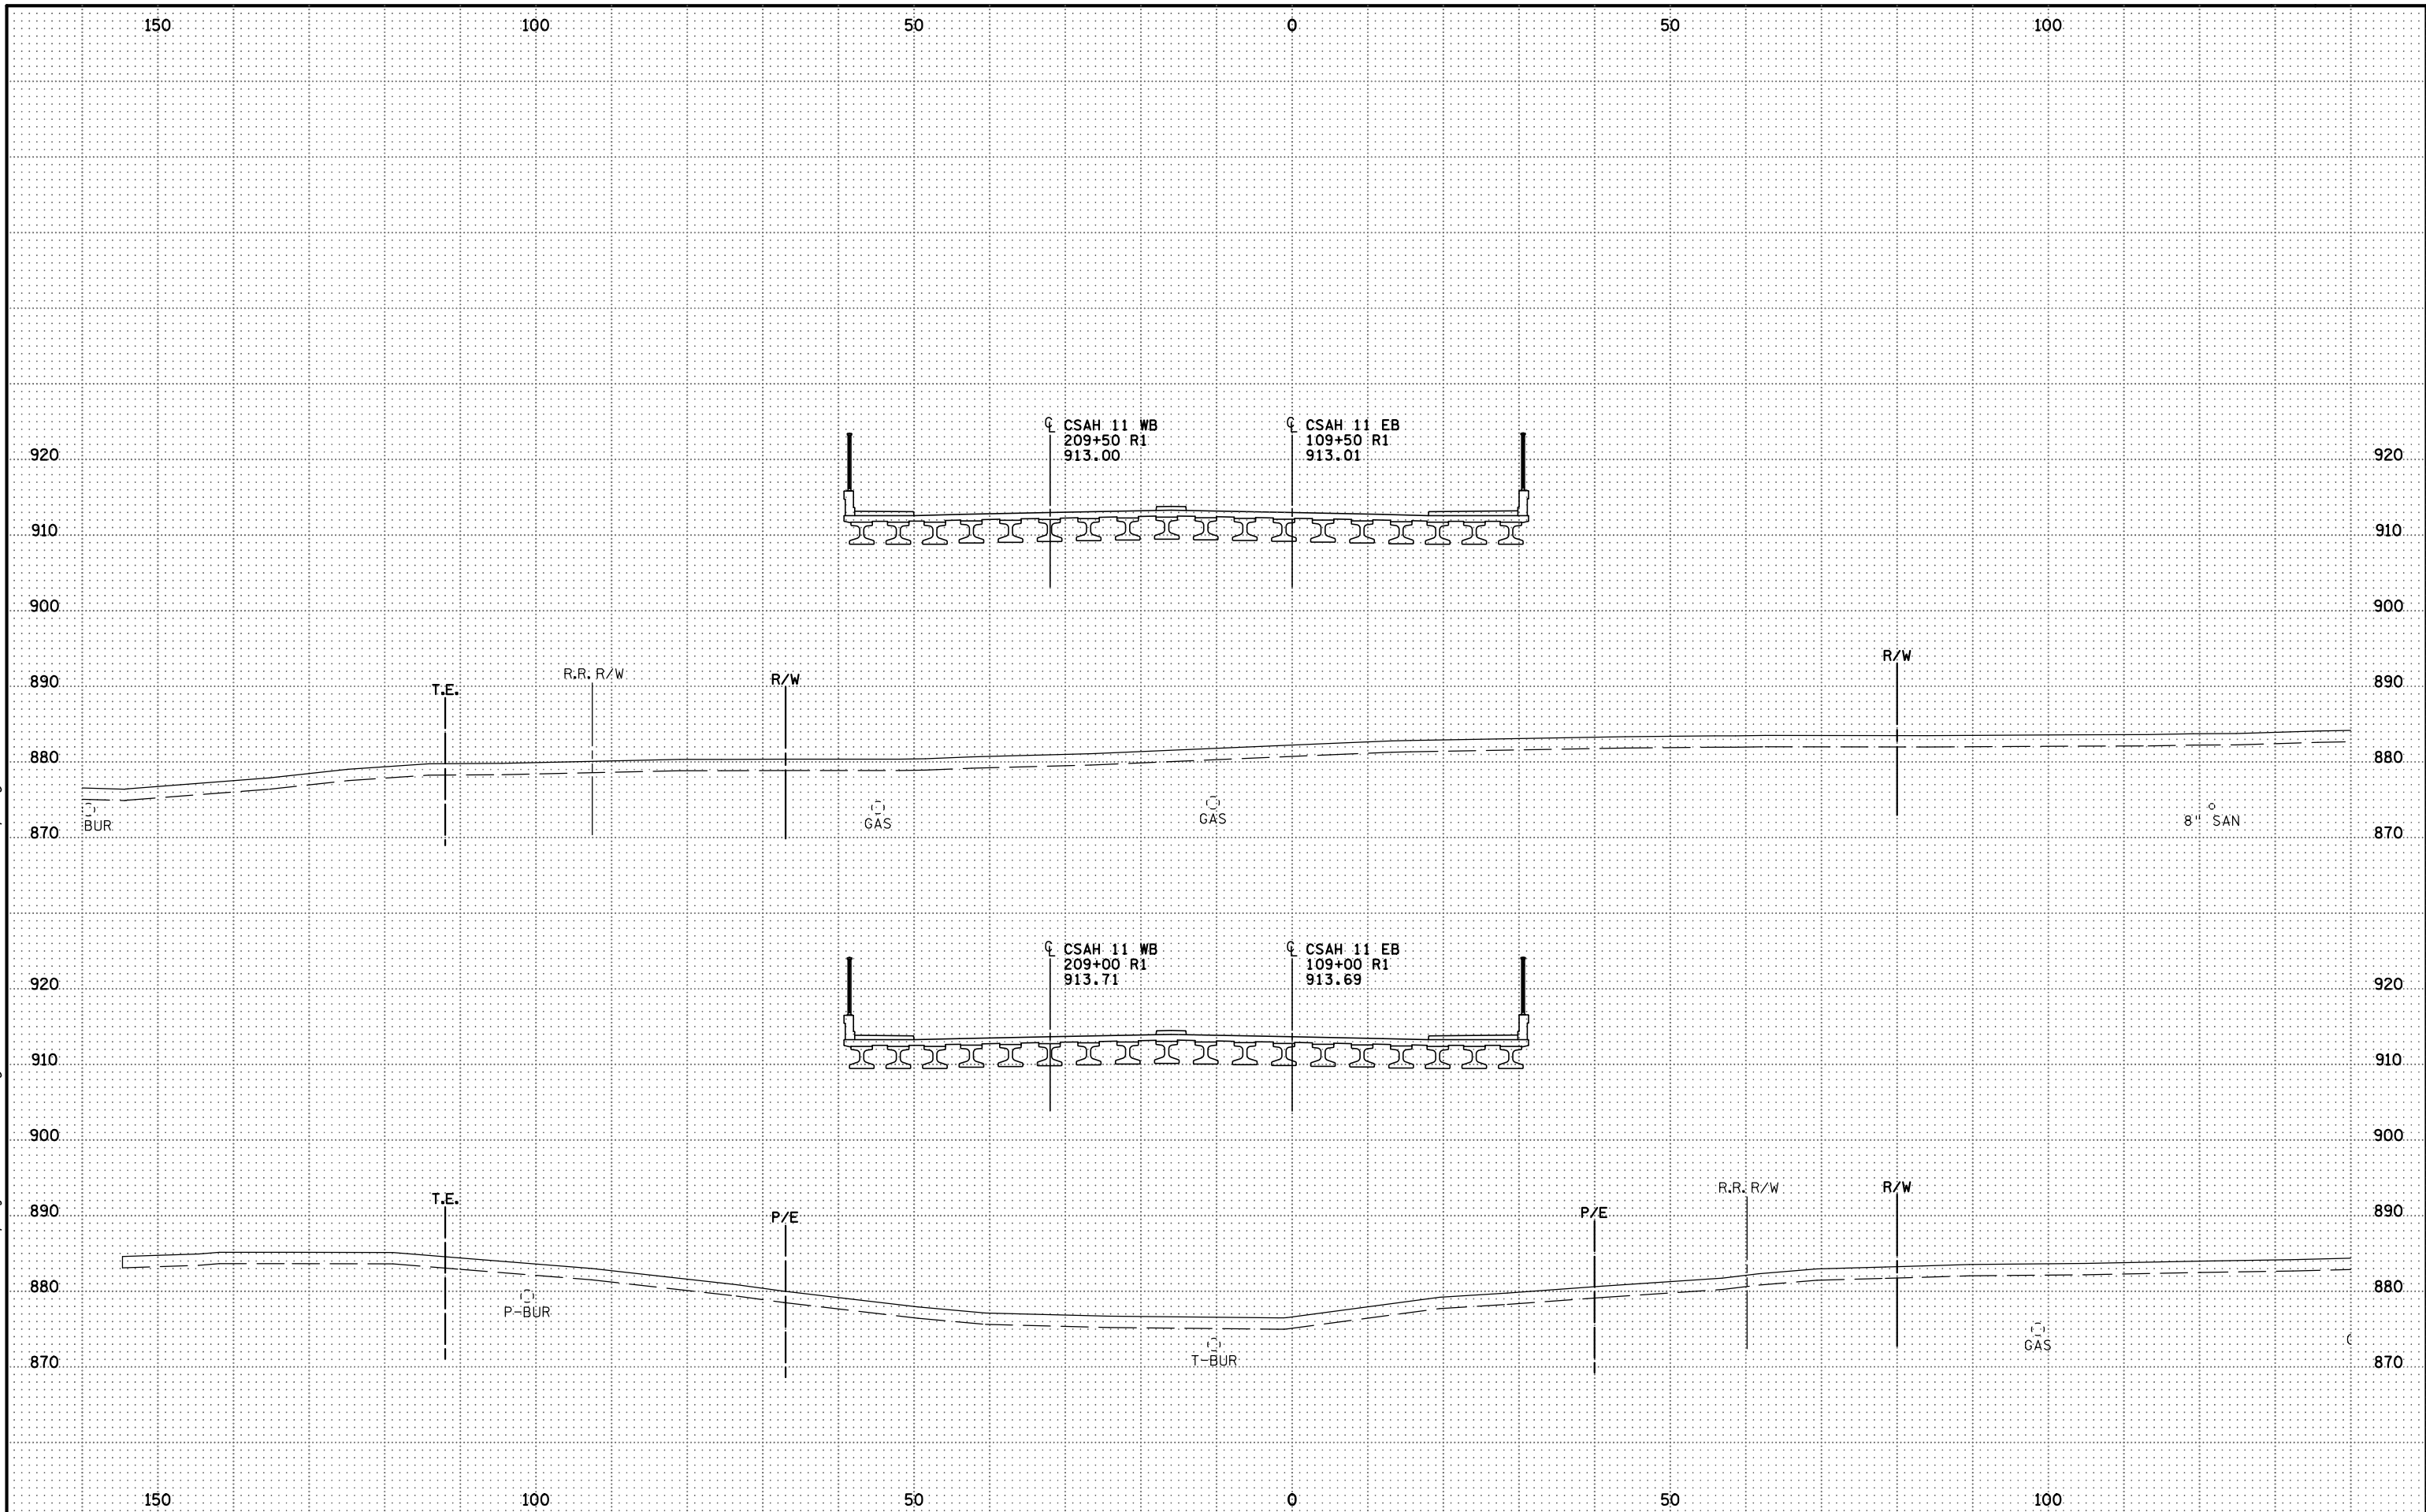 150 100 50 0 50 100
CSAH 11 WB
209+50 R1
913.00
CSAH 11 EB
109+50 R1
913.01
920 920
910 910
900 900
R/W
R.R. R/W
R/W
T.E.
890 890
880 880
BUR
GAS
GAS
8" SAN
870 870
CSAH 11 WB
209+00 R1
913.71
CSAH 11 EB
109+00 R1
913.69
920 920
910 910
900 900
R.R. R/W
R/W
T.E.
P/E
P/E
890 890
880 880
P-BUR
T-BUR
GAS
870 870
150 100 50 0 50 100